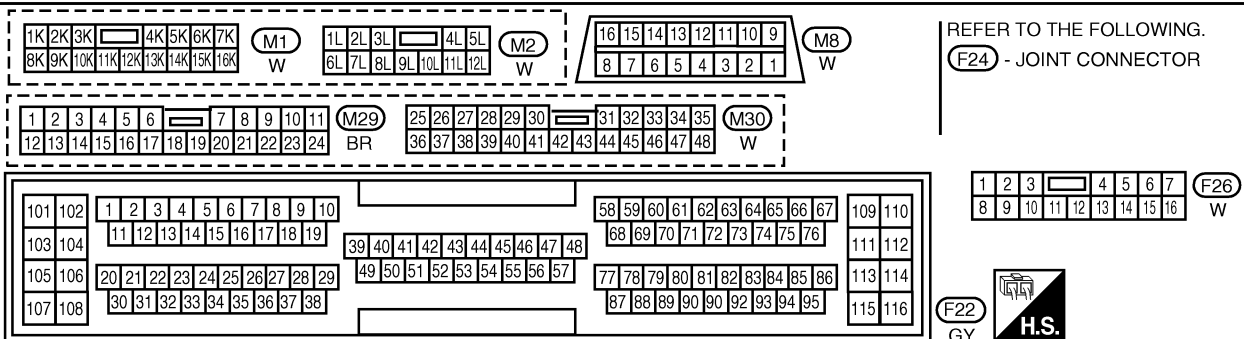 1K 2K 3K 4K 5K 6K 7K
8K 9K 10K 11K 12K 13K 14K 15K 16K
M1
W
1L 2L 3L 4L 5L
6L 7L 8L 9L 10L 11L 12L
M2
W
16 15 14 13 12 11 10 9
8 7 6 5 4 3 2 1
M8
W
REFER TO THE FOLLOWING.
F24 - JOINT CONNECTOR
1 2 3 4 5 6 7 8 9 10 11
12 13 14 15 16 17 18 19 20 21 22 23 24
M29
BR
25 26 27 28 29 30 31 32 33 34 35
36 37 38 39 40 41 42 43 44 45 46 47 48
M30
W
101 102
103 104
105 106
107 108
1 2 3 4 5 6 7 8 9 10
11 12 13 14 15 16 17 18 19
20 21 22 23 24 25 26 27 28 29
30 31 32 33 34 35 36 37 38
39 40 41 42 43 44 45 46 47 48
49 50 51 52 53 54 55 56 57
58 59 60 61 62 63 64 65 66 67
68 69 70 71 72 73 74 75 76
77 78 79 80 81 82 83 84 85 86
87 88 89 90 90 92 93 94 95
109 110
111 112
113 114
115 116
F22
GY
1 2 3 4 5 6 7
8 9 10 11 12 13 14 15 16
F26
W
H.S.